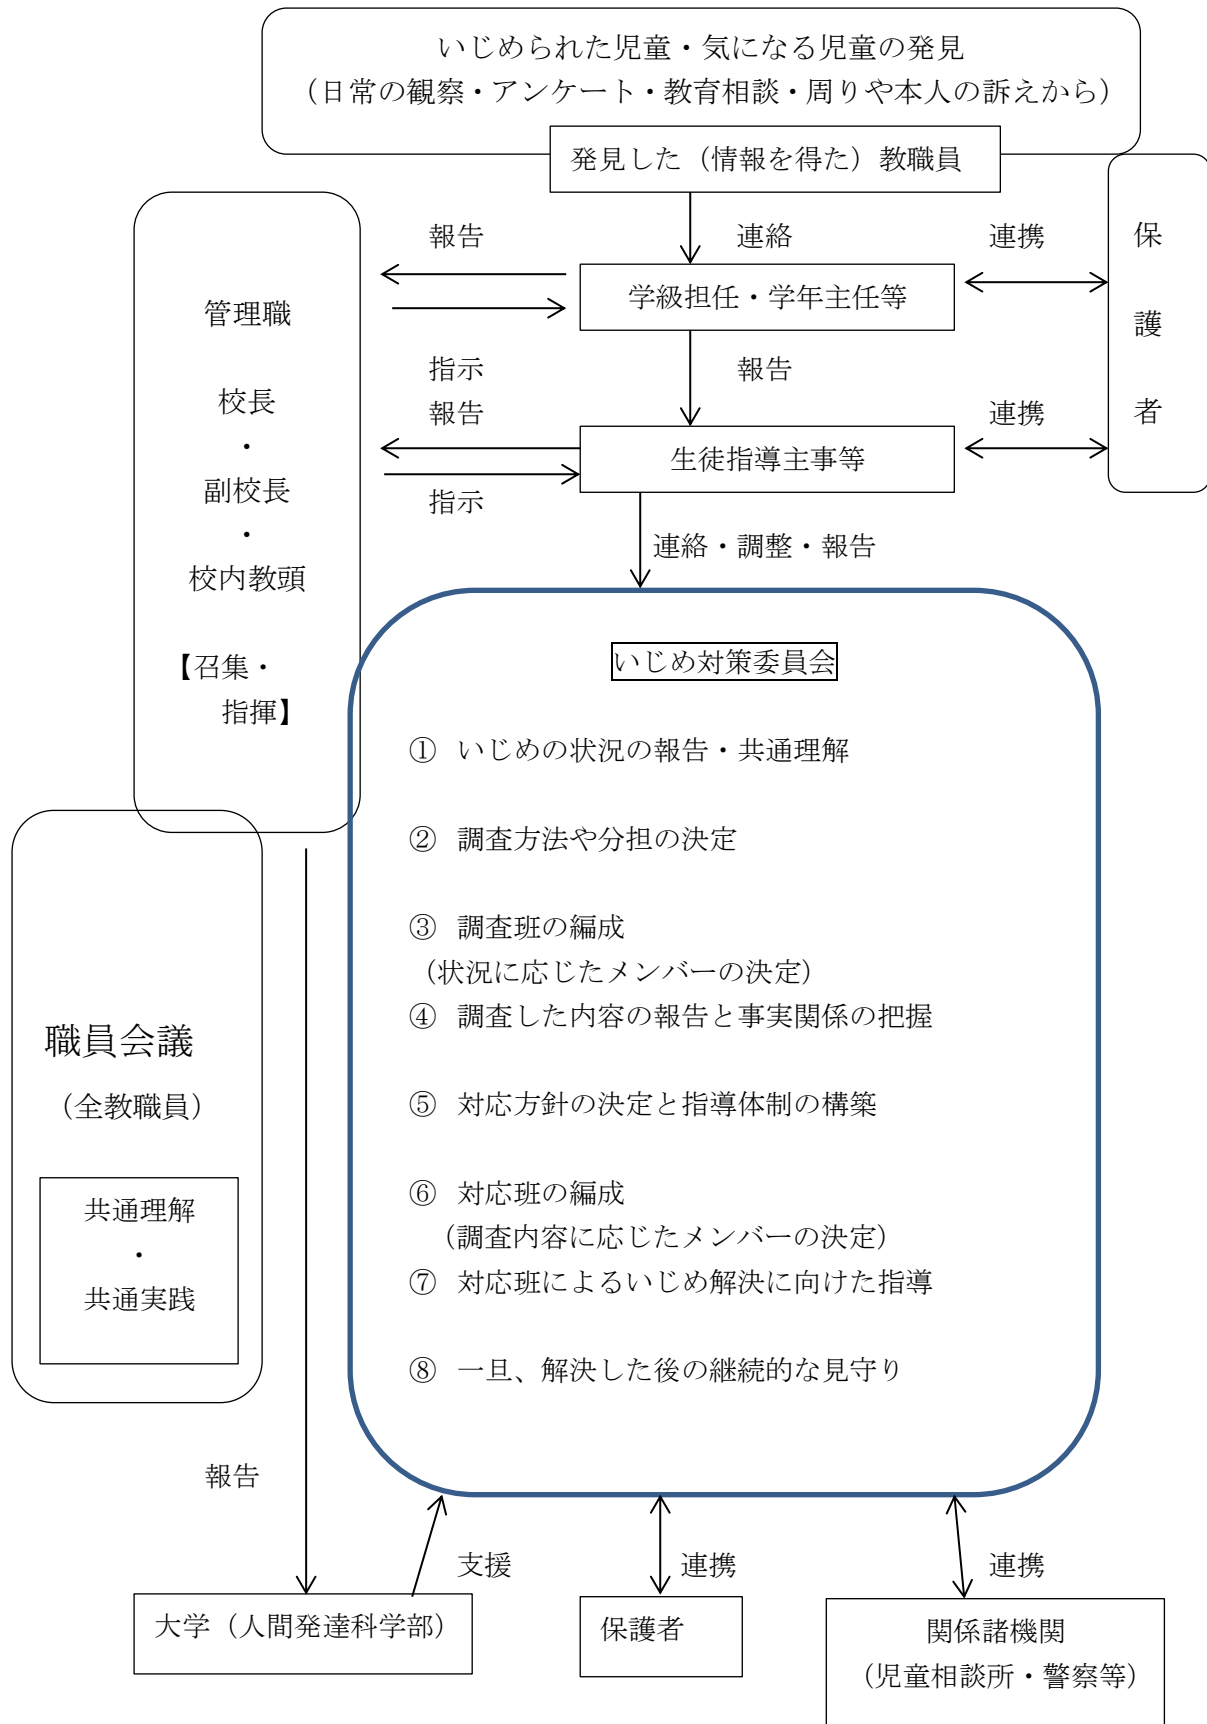 いじめられた児童・気になる児童の発見
（日常の観察・アンケート・教育相談・周りや本人の訴えから）
発見した（情報を得た）教職員
報告
連絡
連携
保護者
管理職
学級担任・学年主任等
指示
報告
報告
連携
校長
・
副校長
・
校内教頭
生徒指導主事等
指示
連絡・調整・報告
【召集・
指揮】
いじめ対策委員会
① いじめの状況の報告・共通理解
② 調査方法や分担の決定
③ 調査班の編成
（状況に応じたメンバーの決定）
④ 調査した内容の報告と事実関係の把握
⑤ 対応方針の決定と指導体制の構築
⑥ 対応班の編成
（調査内容に応じたメンバーの決定）
⑦ 対応班によるいじめ解決に向けた指導
⑧ 一旦、解決した後の継続的な見守り
職員会議
（全教職員）
共通理解
・
共通実践
報告
支援
連携
連携
大学（人間発達科学部）
保護者
関係諸機関
（児童相談所・警察等）